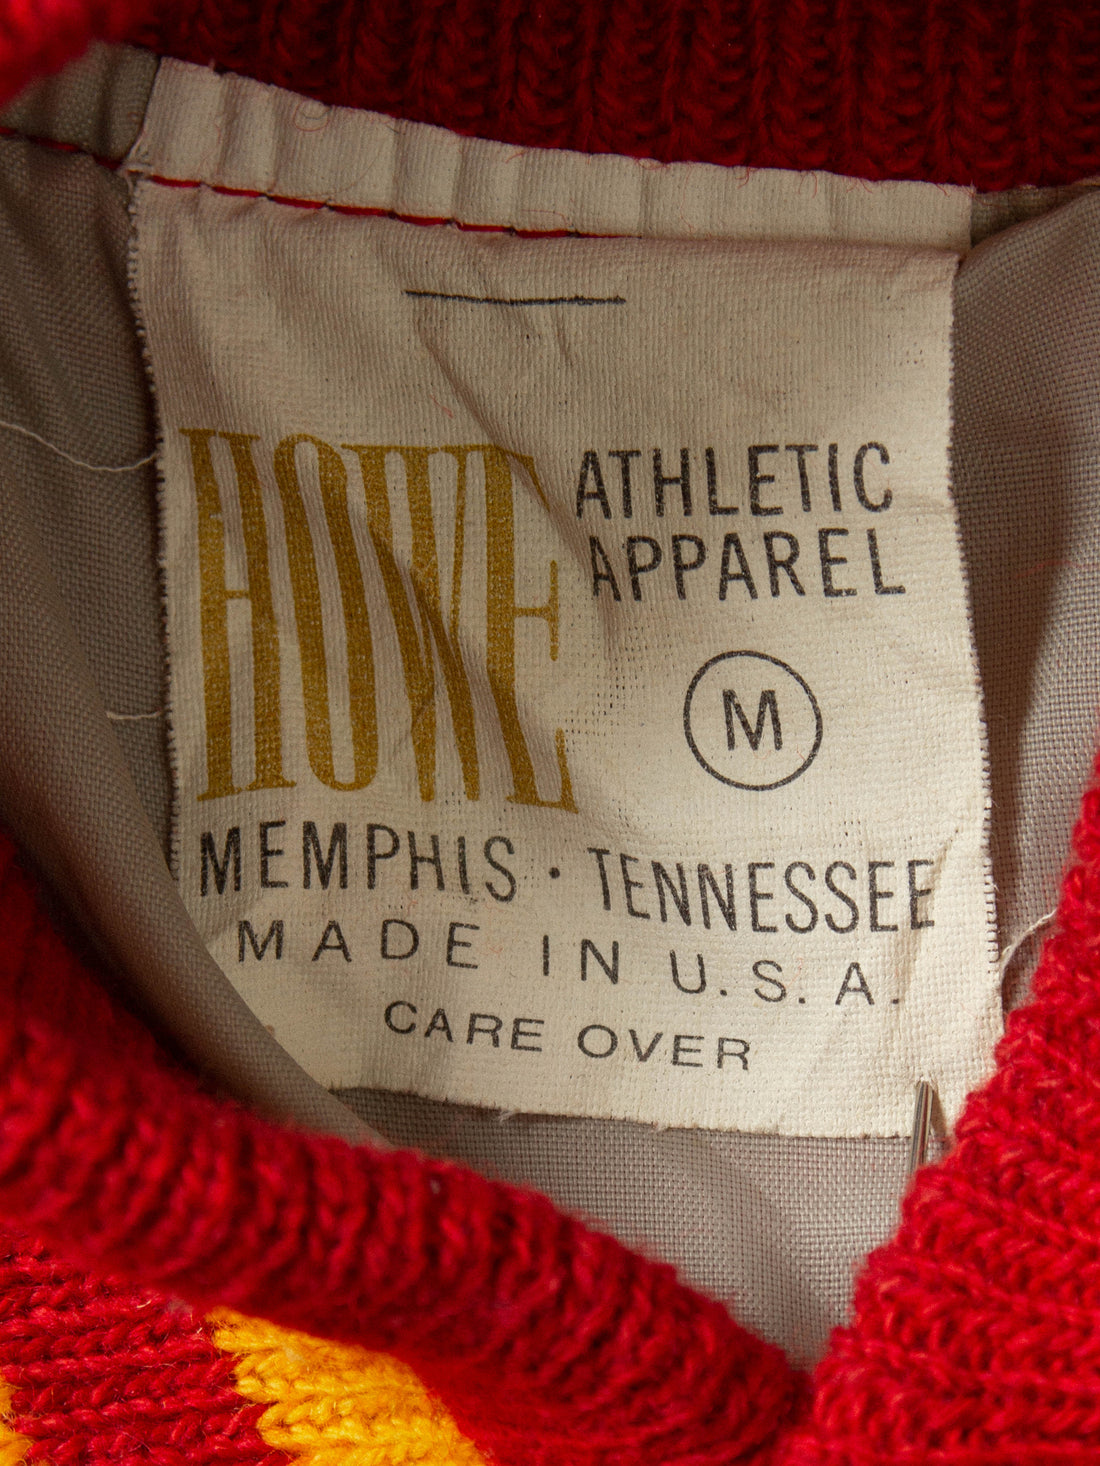 HOWE
ATHLETIC
APPAREL
M
MEMPHIS · TENNESSEE
MADE IN U.S.A.
CARE OVER